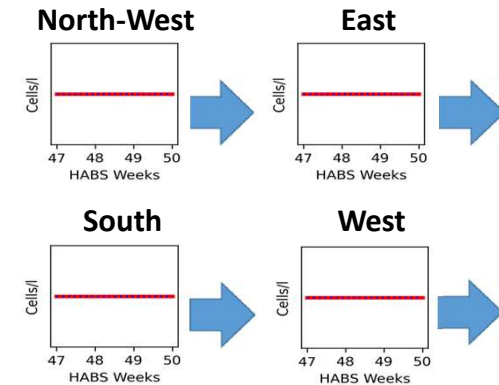 North-West
East
Cells/l
47 48 49 50
HABS Weeks
Cells/l
47 48 49 50
HABS Weeks
South
West
Cells/l
47 48 49 50
HABS Weeks
Cells/l
47 48 49 50
HABS Weeks